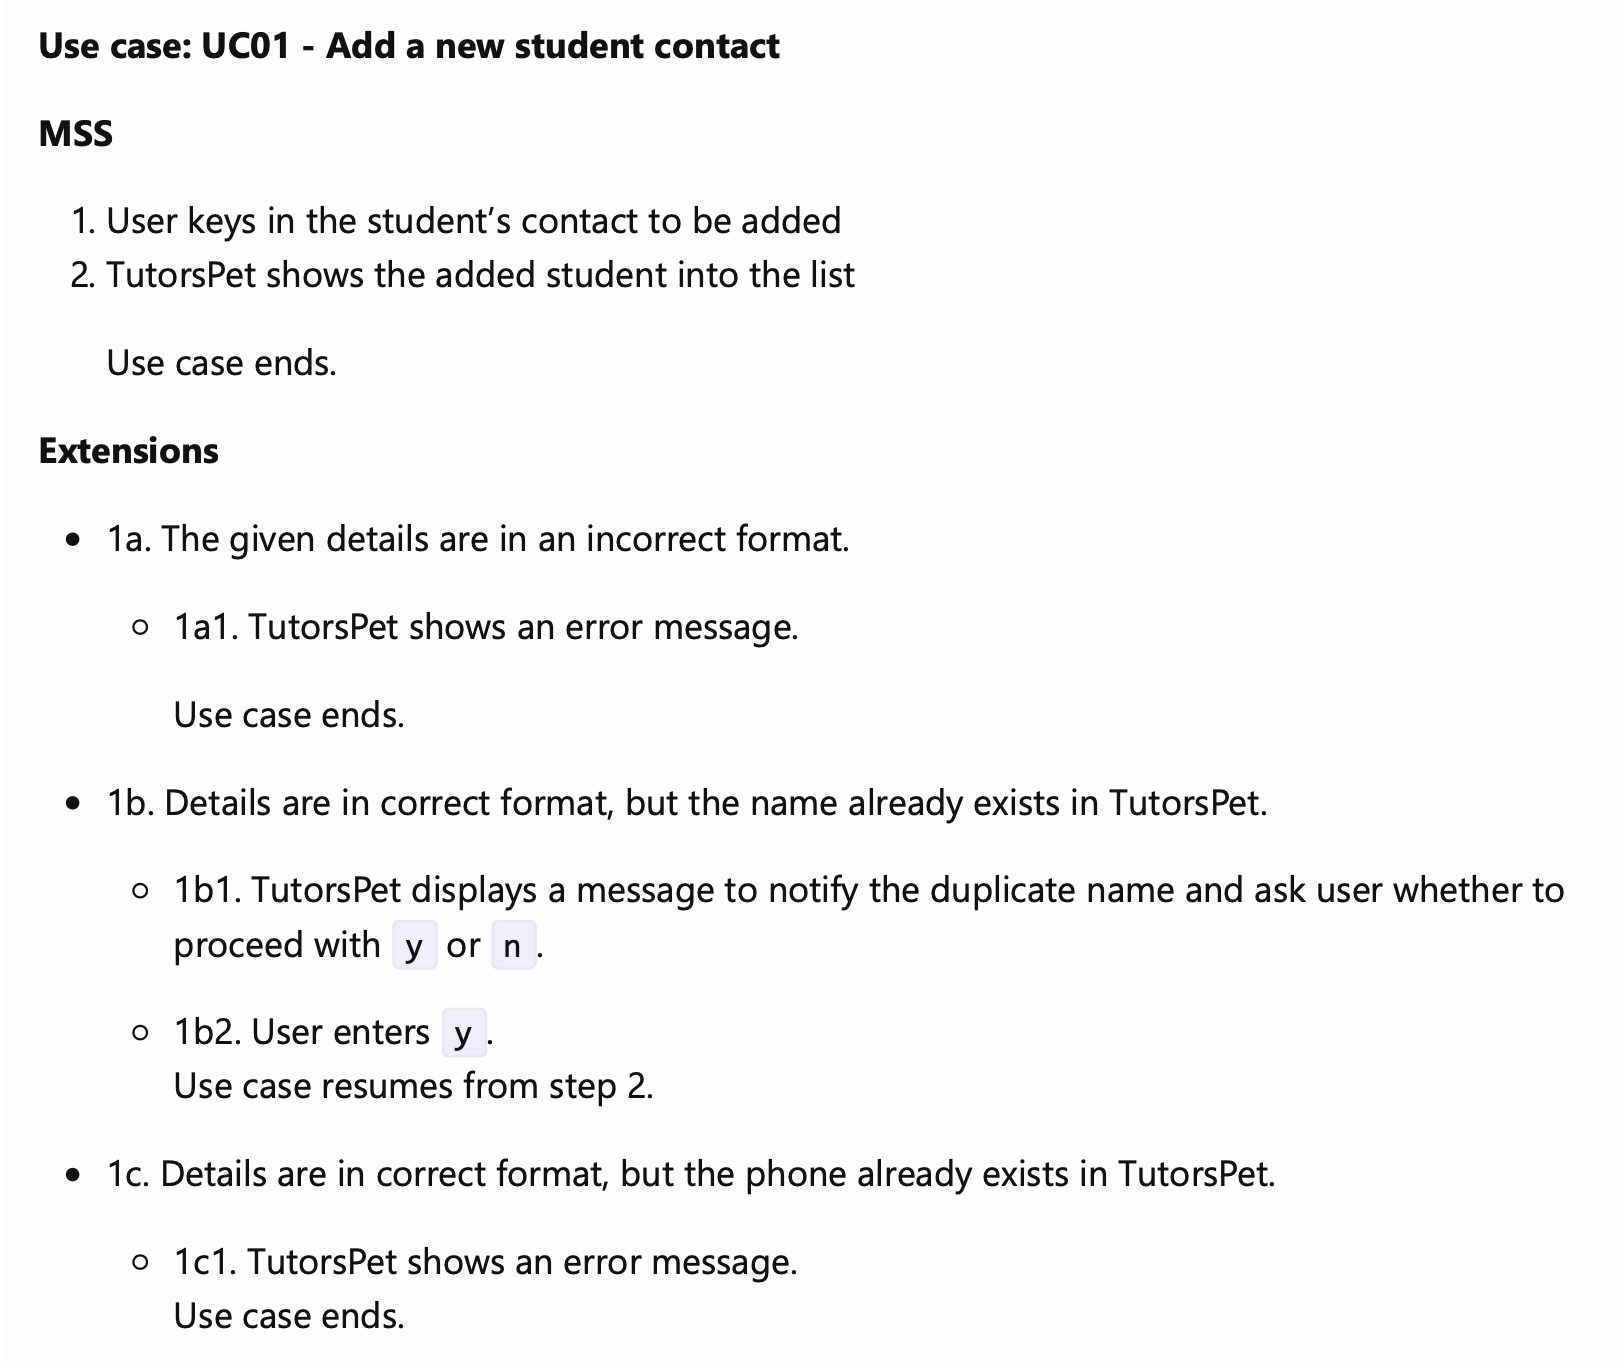 Use case: UC01 - Add a new student contact
MSS
1. User keys in the student’s contact to be added
2. TutorsPet shows the added student into the list
Use case ends.
Extensions
• 1a. The given details are in an incorrect format.
○ 1a1. TutorsPet shows an error message.
Use case ends.
• 1b. Details are in correct format, but the name already exists in TutorsPet.
○ 1b1. TutorsPet displays a message to notify the duplicate name and ask user whether to
proceed with y or n.
○ 1b2. User enters y.
Use case resumes from step 2.
• 1c. Details are in correct format, but the phone already exists in TutorsPet.
○ 1c1. TutorsPet shows an error message.
Use case ends.